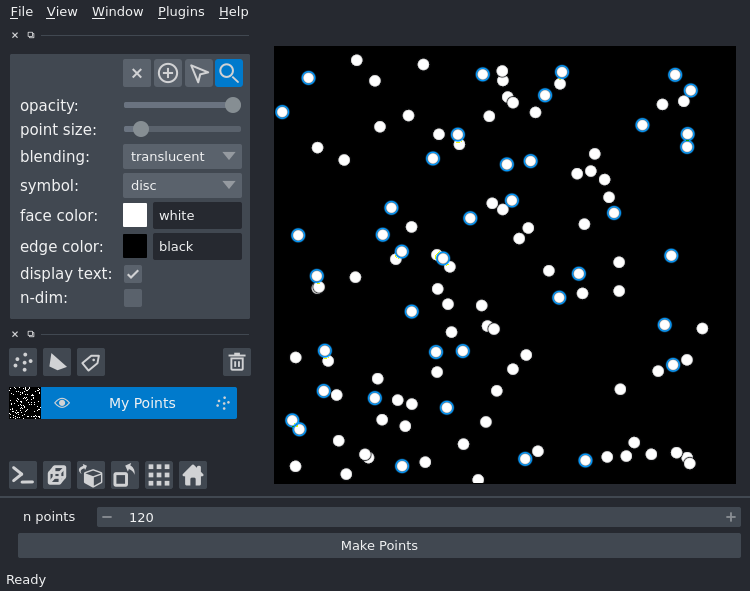 File View Window Plugins Help
opacity:
point size:
blending: translucent
symbol: disc
face color: white
edge color: black
display text:
n-dim:
My Points
n points 120
Make Points
Ready